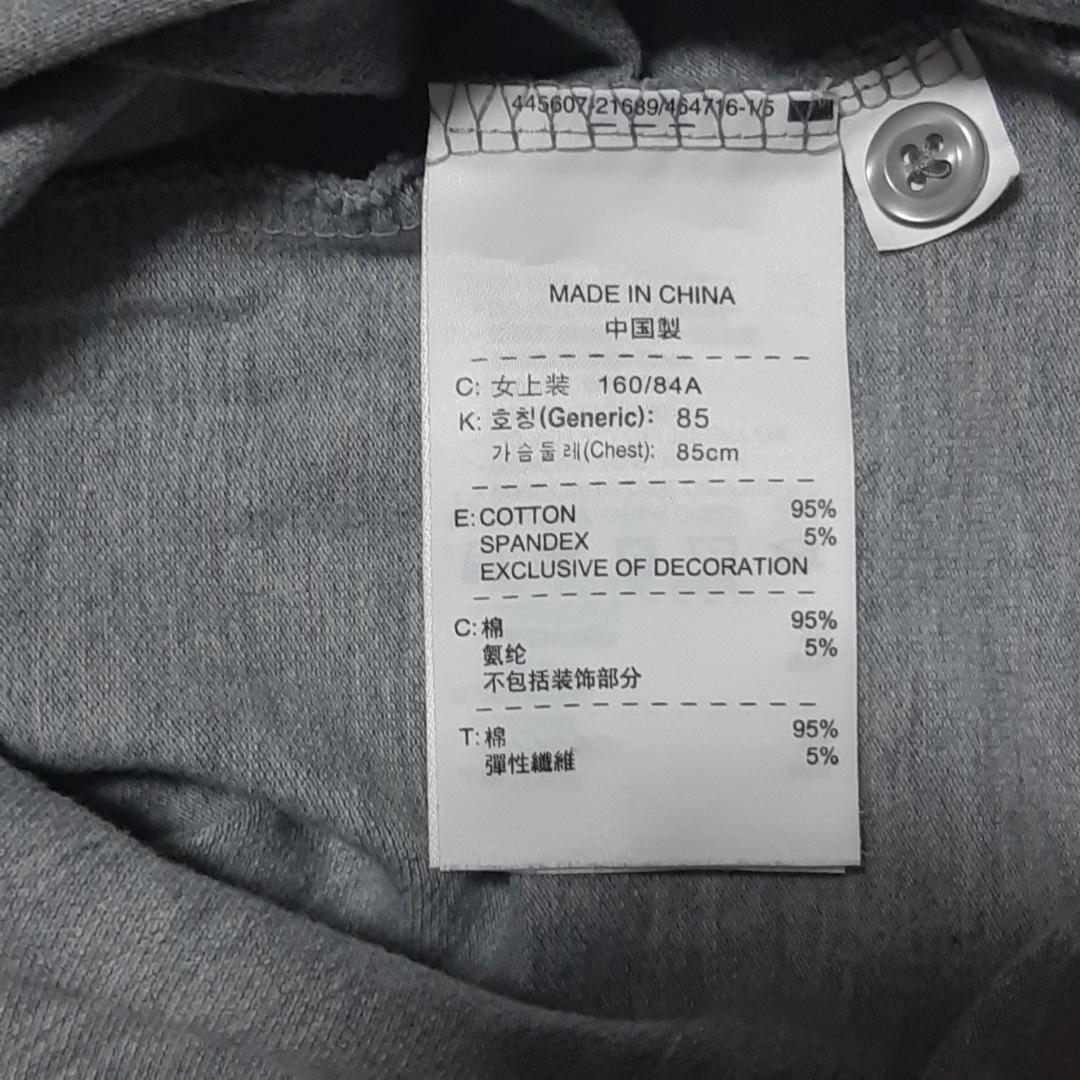 445607-21689/464716-1/5
MADE IN CHINA
中国製
C: 女上装 160/84A
K: 호칭(Generic): 85
가슴둘레(Chest): 85cm
E: COTTON 95%
SPANDEX 5%
EXCLUSIVE OF DECORATION
C: 棉 95%
氨纶 5%
不包括装饰部分
T: 棉 95%
彈性纖維 5%